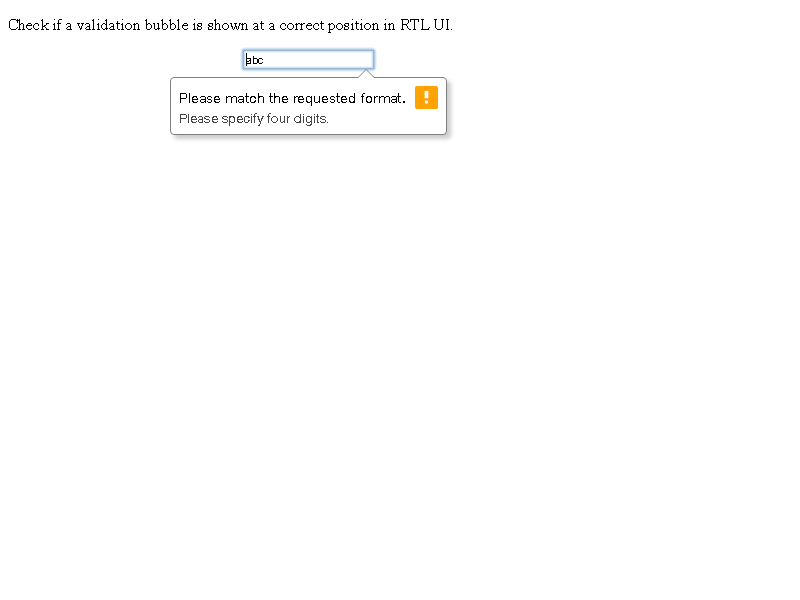 Check if a validation bubble is shown at a correct position in RTL UI.
abc
Please match the requested format.
Please specify four digits.